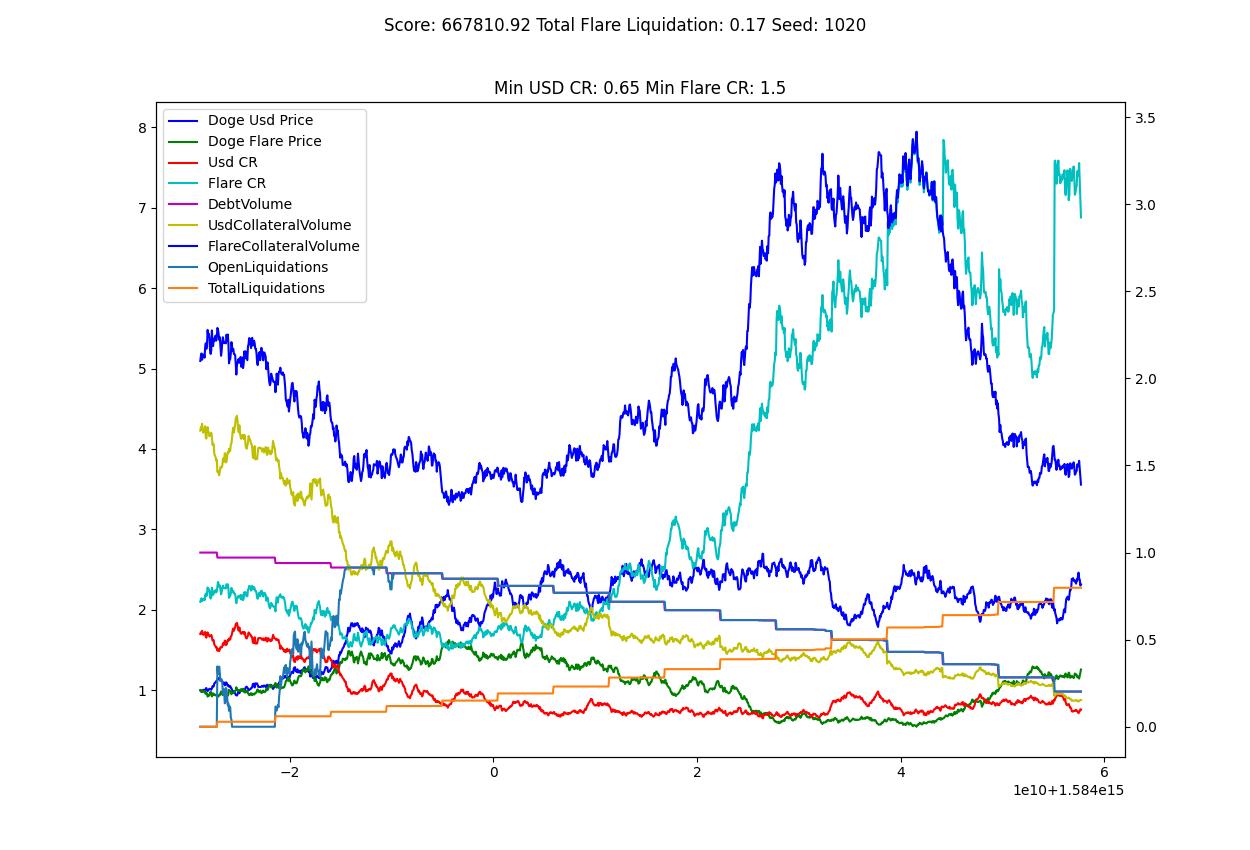 Score: 667810.92 Total Flare Liquidation: 0.17 Seed: 1020
Min USD CR: 0.65 Min Flare CR: 1.5
Doge Usd Price
Doge Flare Price
Usd CR
Flare CR
DebtVolume
UsdCollateralVolume
FlareCollateralVolume
OpenLiquidations
TotalLiquidations
8
7
6
5
4
3
2
1
3.5
3.0
2.5
2.0
1.5
1.0
0.5
0.0
−2
0
2
4
6
1e10+1.584e15